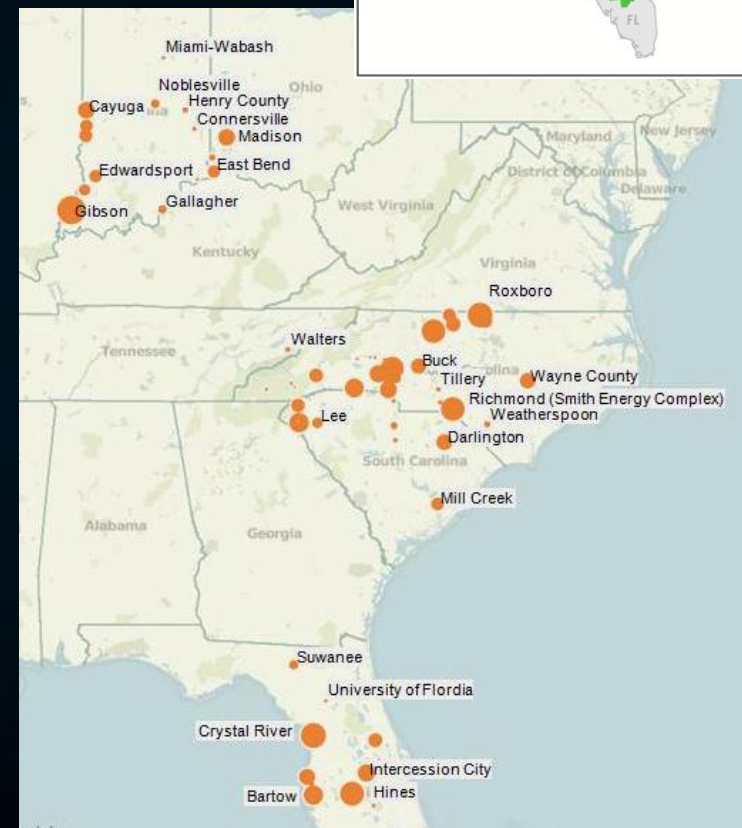 FL
Miami-Wabash
Noblesville
Ohio
Cayuga
Henry County
Connersville
Madison
Maryland
New Jersey
Edwardsport
East Bend
District of Columbia
Delaware
Gibson
Gallagher
West Virginia
Kentucky
Virginia
Roxboro
Walters
Tennessee
Buck
Tillery
Wayne County
Richmond (Smith Energy Complex)
Lee
Weatherspoon
Darlington
South Carolina
Mill Creek
Alabama
Georgia
Suwanee
University of Flordia
Crystal River
Intercession City
Bartow
Hines